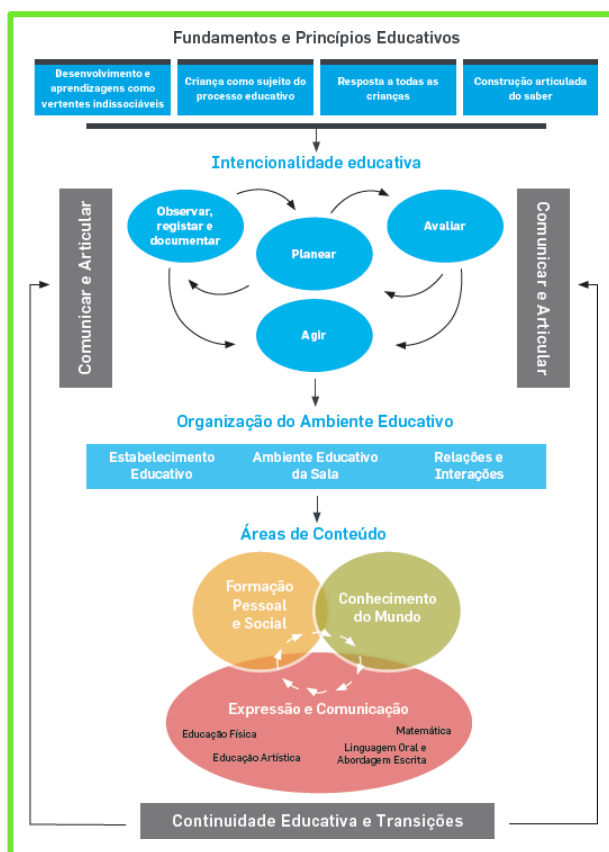 Fundamentos e Princípios Educativos
Desenvolvimento e
aprendizagens como
vertentes indissociáveis
Criança como sujeito do
processo educativo
Resposta a todas as
crianças
Construção articulada
do saber
Intencionalidade educativa
Comunicar e Articular
Observar,
registar e
documentar
Planear
Avaliar
Agir
Comunicar e Articular
Organização do Ambiente Educativo
Estabelecimento
Educativo
Ambiente Educativo
da Sala
Relações e
Interações
Áreas de Conteúdo
Formação
Pessoal
e Social
Conhecimento
do Mundo
Expressão e Comunicação
Educação Física
Matemática
Educação Artística
Linguagem Oral e
Abordagem Escrita
Continuidade Educativa e Transições